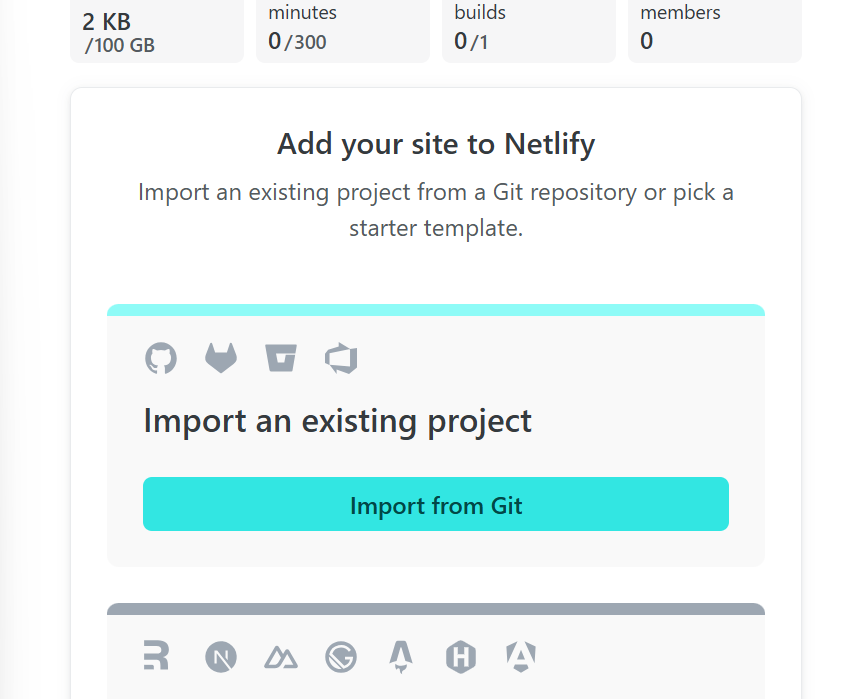 2 KB
/100 GB
minutes
0/300
builds
0/1
members
0
Add your site to Netlify
Import an existing project from a Git repository or pick a
starter template.
Import an existing project
Import from Git